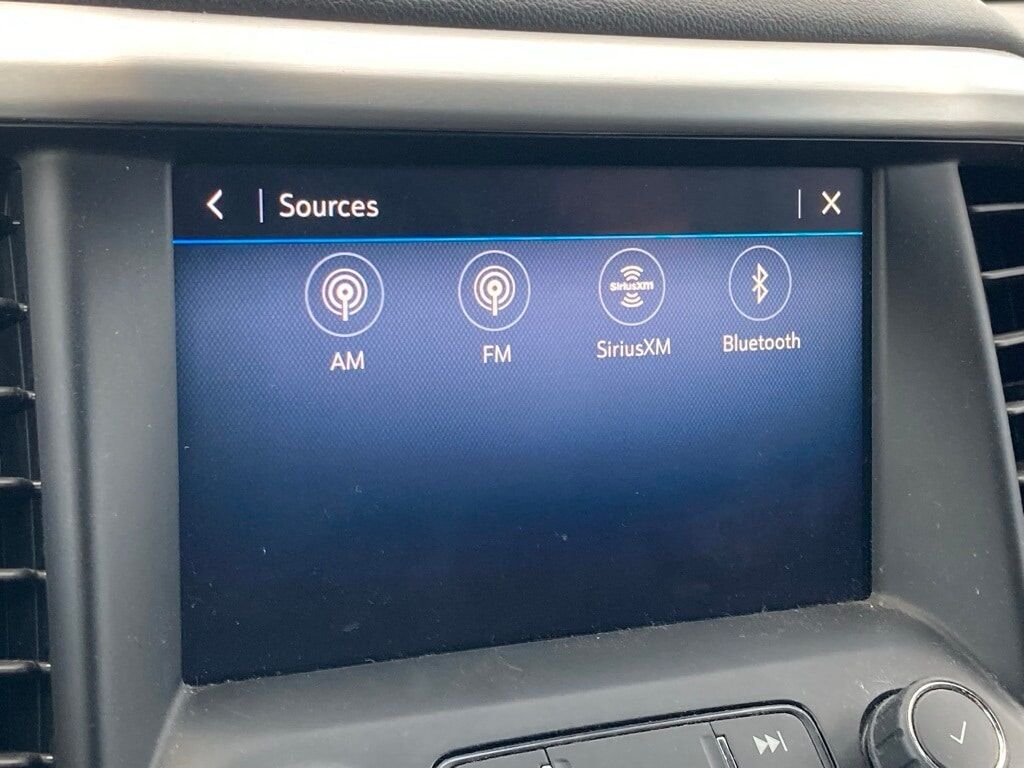 Sources
SiriusXM
AM
FM
SiriusXM
Bluetooth